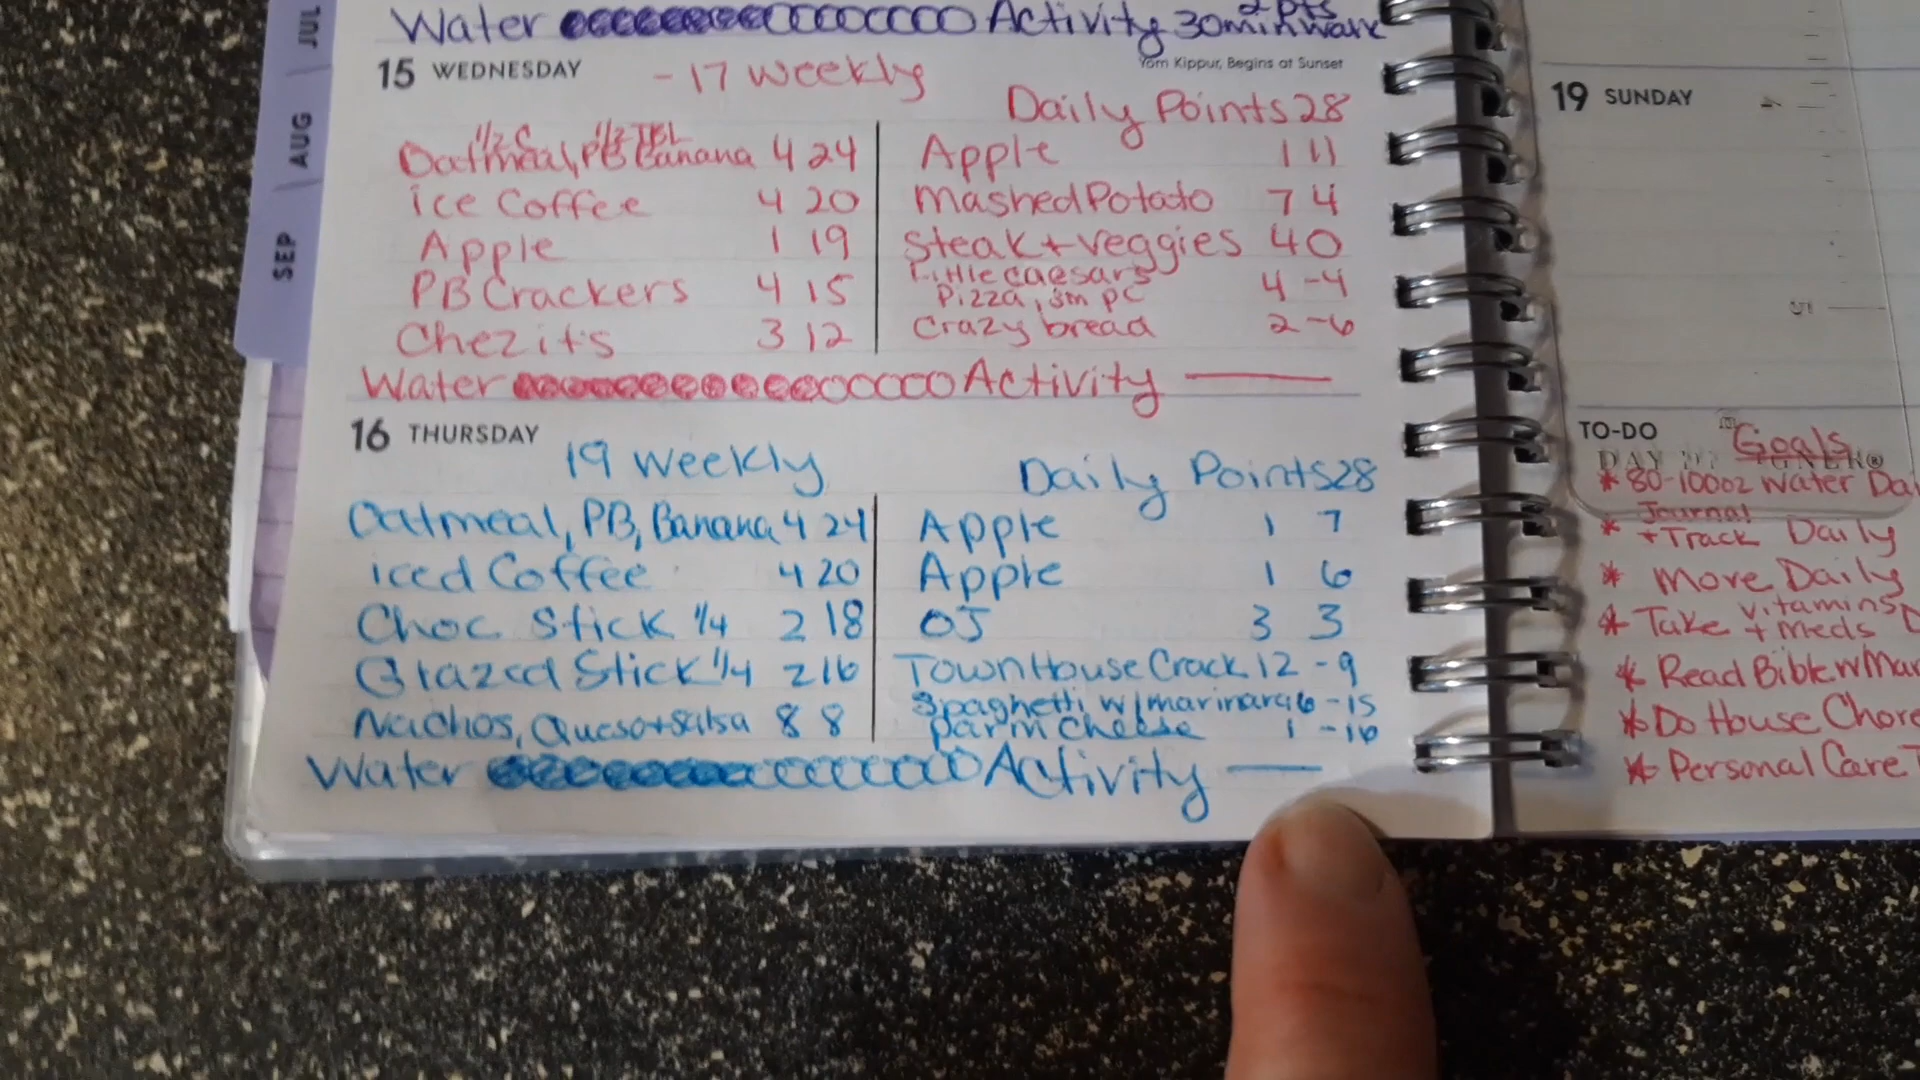 JUL
AUG
SEP
Water Activity 30min Walk
2 pts
15 WEDNESDAY
-17 Weekly
Yom Kippur, Begins at Sunset
Daily Points 28
1/2 C 1/2 TBL
Oatmeal, PB Banana 4 24
ice Coffee 4 20
Apple 1 19
PB Crackers 4 15
Chezits 3 12
Apple 1 11
Mashed Potato 7 4
Steak + Veggies 4 0
Little Caesars
Pizza, sm pc 4 -4
Crazy bread 2 -6
Water Activity
16 THURSDAY
19 Weekly
Daily Points 28
Oatmeal, PB, Banana 4 24
iced Coffee 4 20
Choc Stick 1/4 2 18
Glazed Stick 1/4 2 16
Nachos, Queso + Salsa 8 8
Apple 1 7
Apple 1 6
OJ 3 3
Town House Crack 12 -9
Spaghetti w/marinara 6 -15
Parm Cheese 1 -16
Water Activity
19 SUNDAY
5
TO-DO
Goals
* 80-100oz Water
* Journal
+ Track Daily
* Move Daily
* Take Vitamins
+ Meds
* Read Bible w/
* Do House
* Personal Care